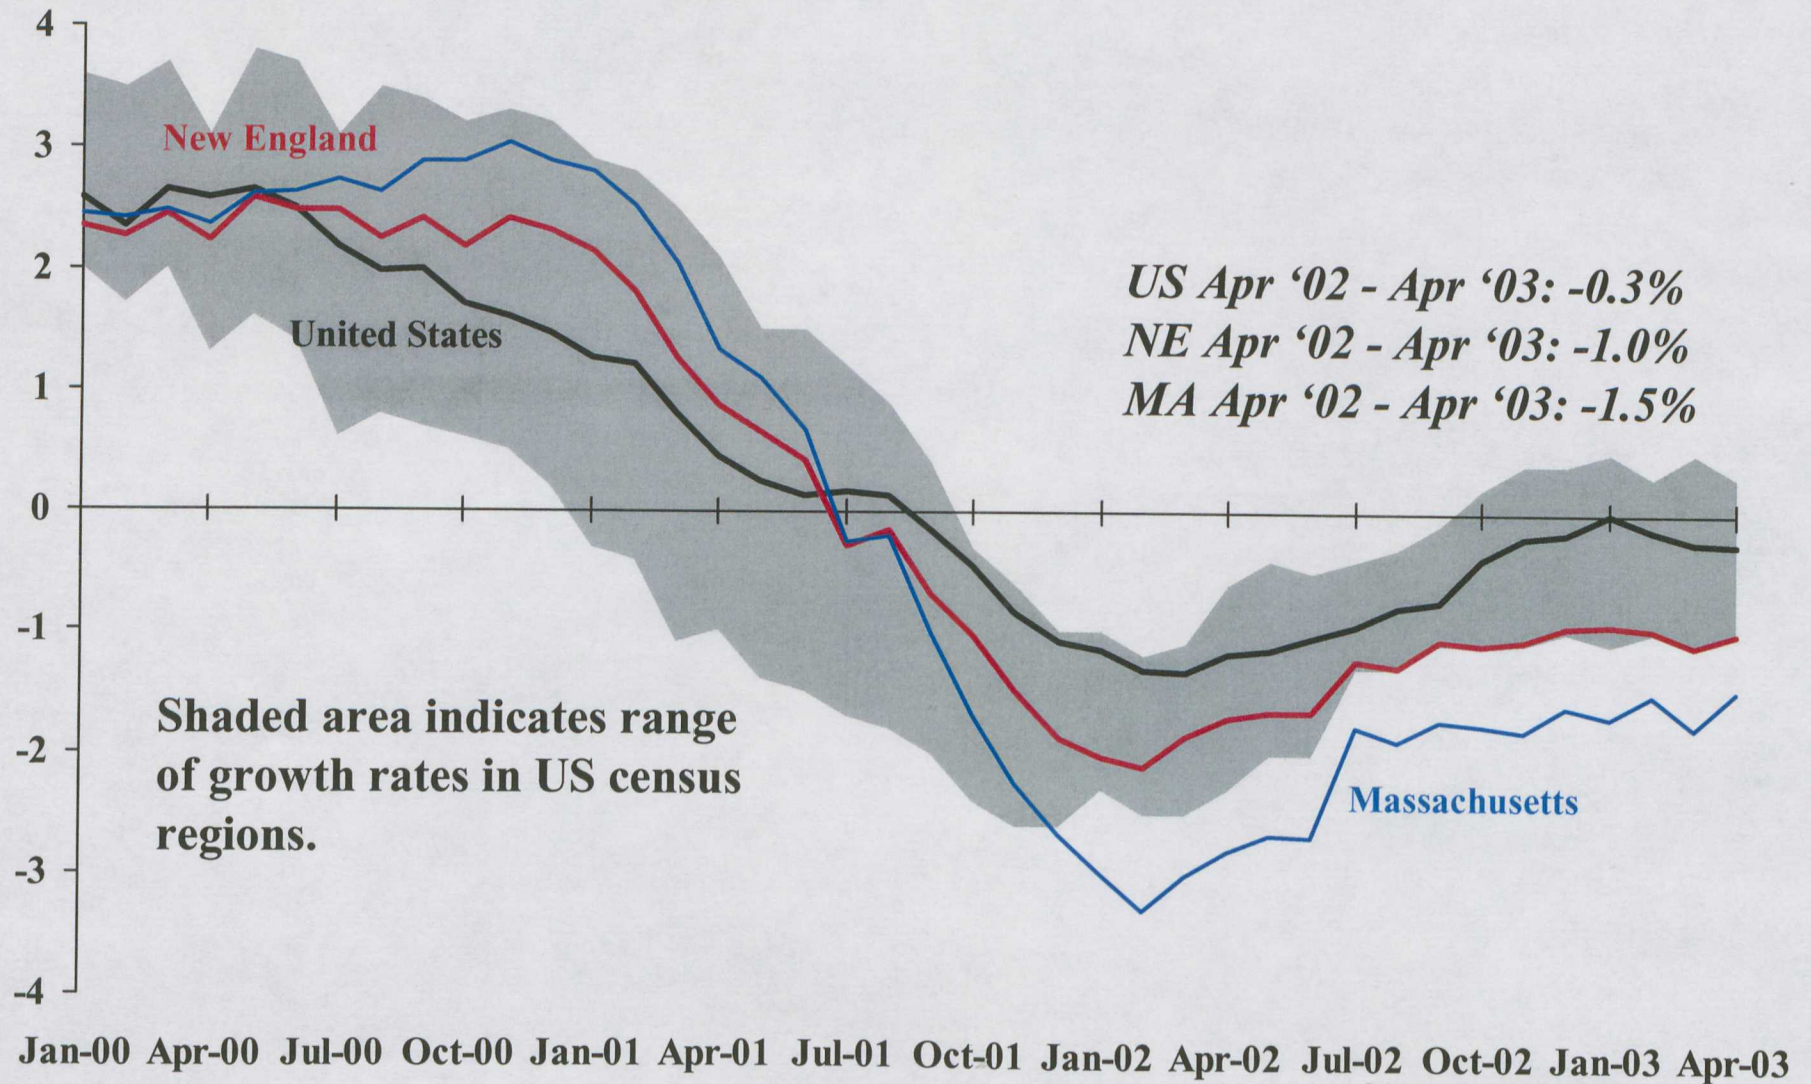 4
3
2
1
0
-1
-2
-3
-4
New England
United States
US Apr ‘02 - Apr ‘03: -0.3%
NE Apr ‘02 - Apr ‘03: -1.0%
MA Apr ‘02 - Apr ‘03: -1.5%
Shaded area indicates range
of growth rates in US census
regions.
Massachusetts
Jan-00 Apr-00 Jul-00 Oct-00 Jan-01 Apr-01 Jul-01 Oct-01 Jan-02 Apr-02 Jul-02 Oct-02 Jan-03 Apr-03